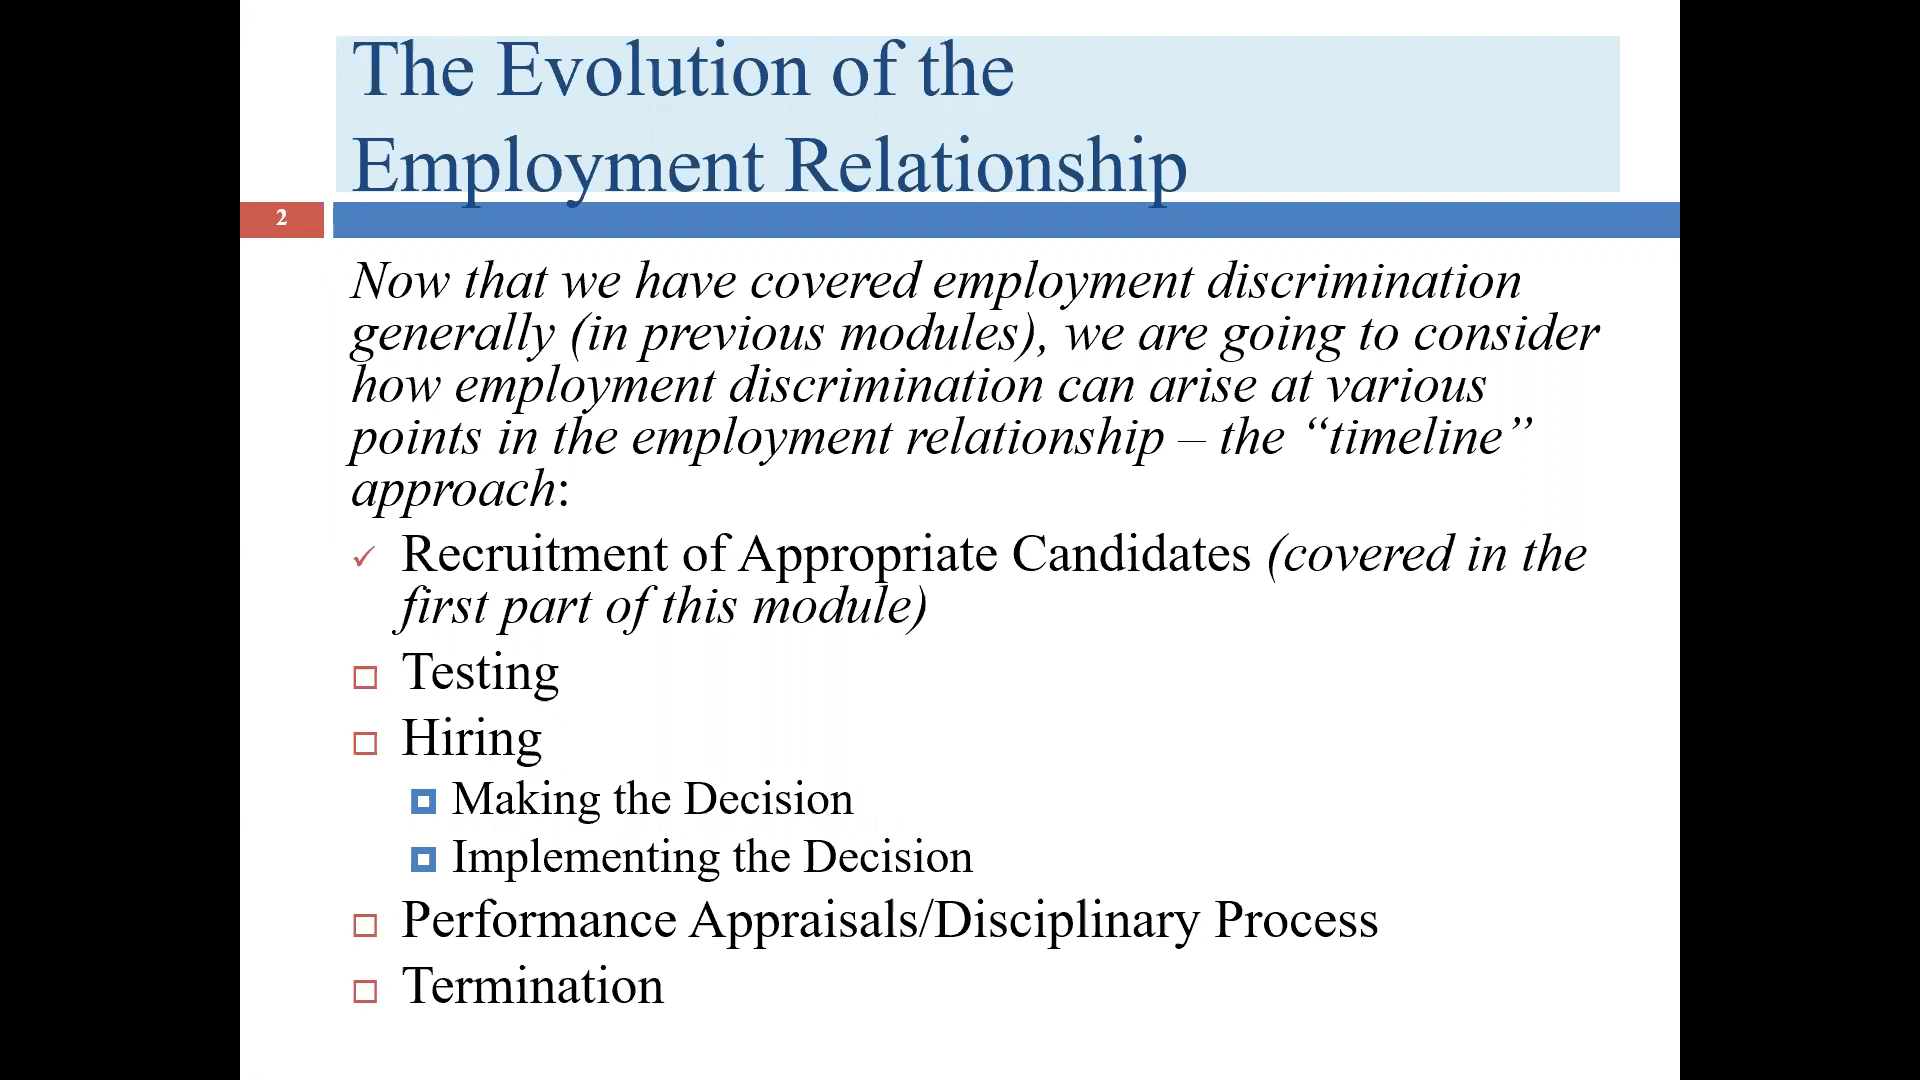 The Evolution of the
Employment Relationship
2
Now that we have covered employment discrimination
generally (in previous modules), we are going to consider
how employment discrimination can arise at various
points in the employment relationship – the “timeline”
approach:
✓ Recruitment of Appropriate Candidates (covered in the
first part of this module)
Testing
Hiring
Making the Decision
Implementing the Decision
Performance Appraisals/Disciplinary Process
Termination